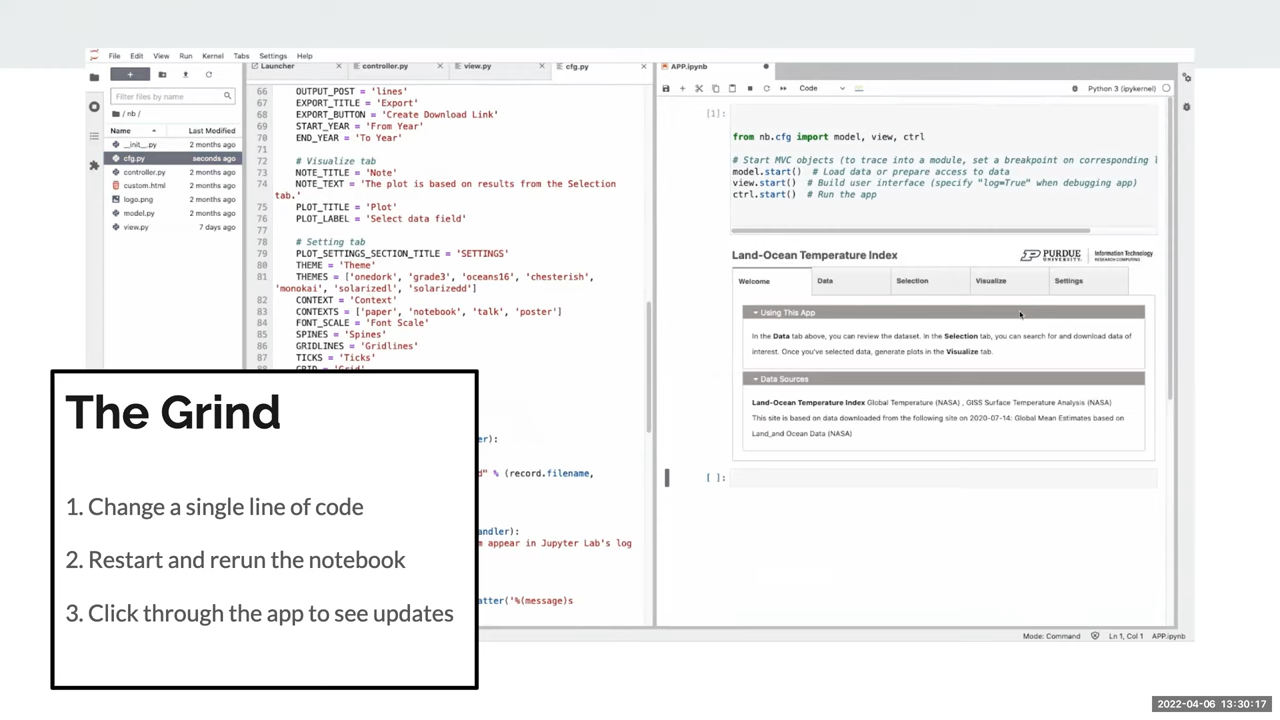 File Edit View Run Kernel Tabs Settings Help
Launcher
controller.py
view.py
cfg.py
APP.ipynb
Filter files by name
/ nb /
Name Last Modified
__init__.py 2 months ago
cfg.py seconds ago
controller.py 2 months ago
custom.html 2 months ago
logo.png 2 months ago
model.py 2 months ago
view.py 7 days ago
66 OUTPUT_POST = 'lines'
67 EXPORT_TITLE = 'Export'
68 EXPORT_BUTTON = 'Create Download Link'
69 START_YEAR = 'From Year'
70 END_YEAR = 'To Year'
71
72 # Visualize tab
73 NOTE_TITLE = 'Note'
74 NOTE_TEXT = 'The plot is based on results from the Selection
tab.'
75 PLOT_TITLE = 'Plot'
76 PLOT_LABEL = 'Select data field'
77
78 # Setting tab
79 PLOT_SETTINGS_SECTION_TITLE = 'SETTINGS'
80 THEME = 'Theme'
81 THEMES = ['onedork', 'grade3', 'oceans16', 'chesterish',
'monokai', 'solarizedl', 'solarizedd']
82 CONTEXT = 'Context'
83 CONTEXTS = ['paper', 'notebook', 'talk', 'poster']
84 FONT_SCALE = 'Font Scale'
85 SPINES = 'Spines'
86 GRIDLINES = 'Gridlines'
87 TICKS = 'Ticks'
88 GRID = 'Grid'
er):
d" % (record.filename,
andler):
m appear in Jupyter Lab's log
atter('%(message)s
Code
Python 3 (ipykernel)
[1]:
from nb.cfg import model, view, ctrl
# Start MVC objects (to trace into a module, set a breakpoint on corresponding l
model.start() # Load data or prepare access to data
view.start() # Build user interface (specify "log=True" when debugging app)
ctrl.start() # Run the app
Land-Ocean Temperature Index
PURDUE UNIVERSITY
Information Technology
RESEARCH COMPUTING
Welcome Data Selection Visualize Settings
Using This App
In the Data tab above, you can review the dataset. In the Selection tab, you can search for and download data of
interest. Once you've selected data, generate plots in the Visualize tab.
Data Sources
Land-Ocean Temperature Index Global Temperature (NASA) , GISS Surface Temperature Analysis (NASA)
This site is based on data downloaded from the following site on 2020-07-14: Global Mean Estimates based on
Land_and Ocean Data (NASA)
[ ]:
Mode: Command Ln 1, Col 1 APP.ipynb
The Grind
1. Change a single line of code
2. Restart and rerun the notebook
3. Click through the app to see updates
2022-04-06 13:30:17